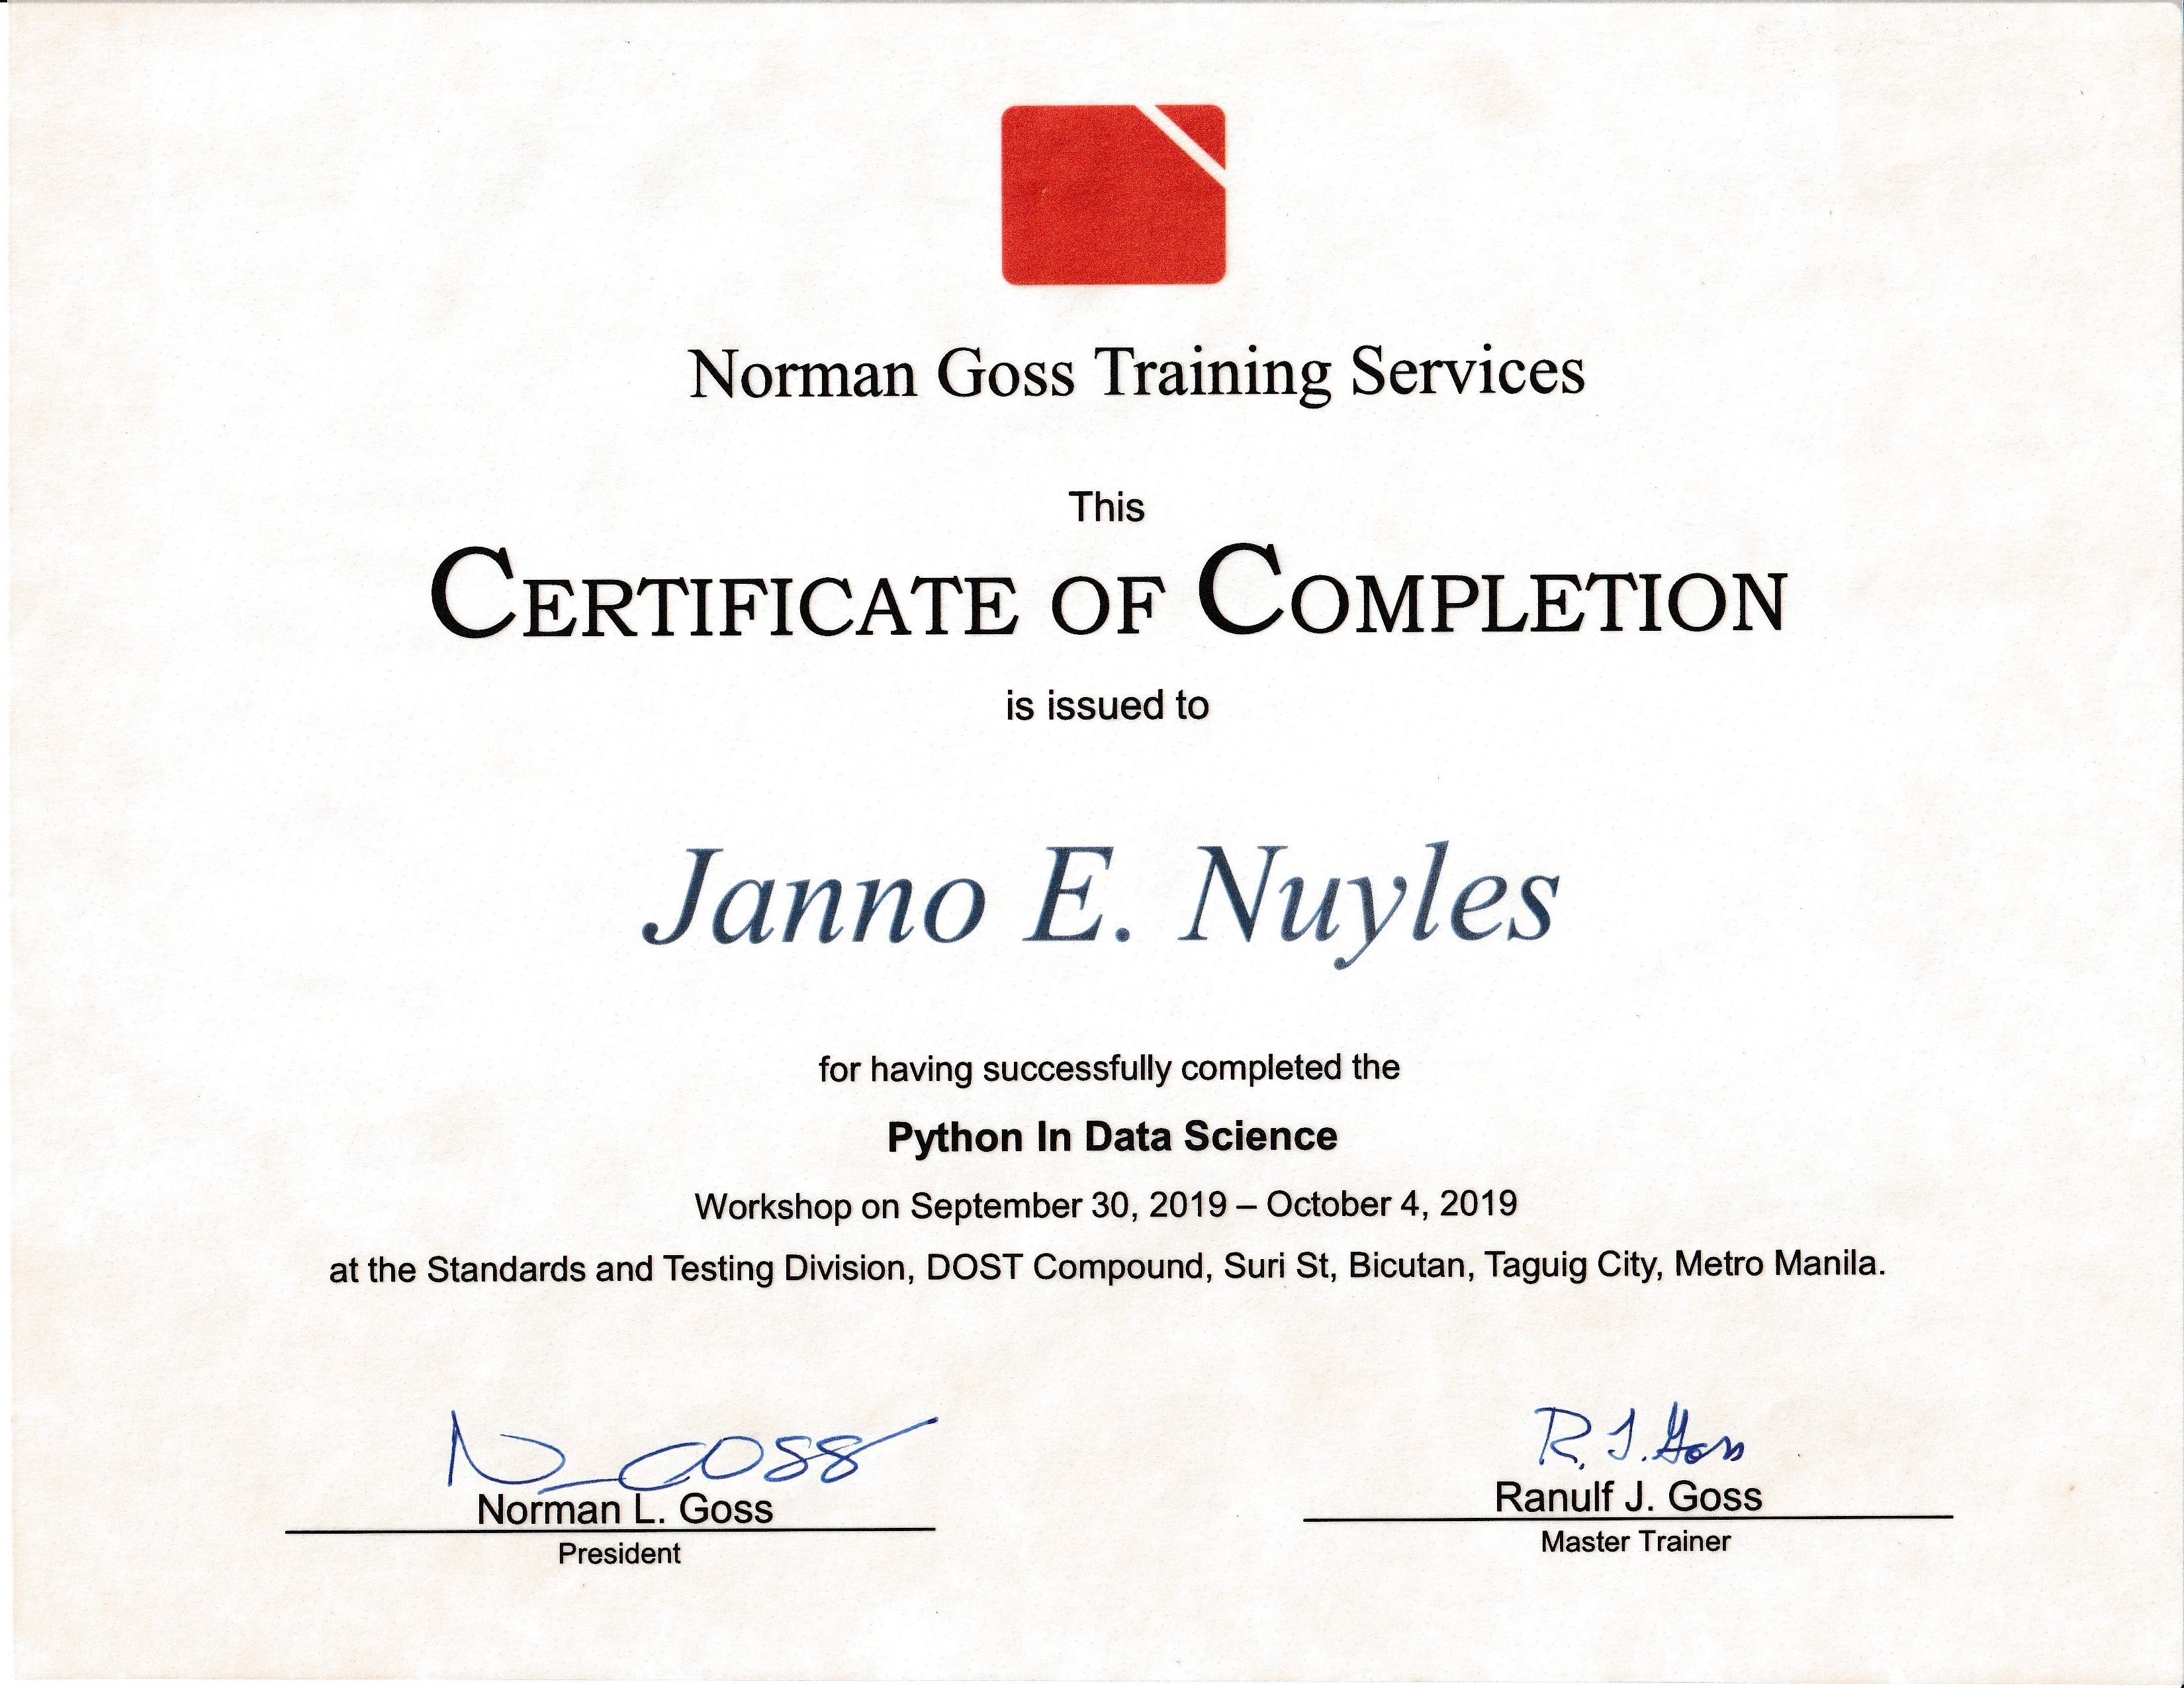 Norman Goss Training Services
This
CERTIFICATE OF COMPLETION
is issued to
Janno E. Nuyles
for having successfully completed the
Python In Data Science
Workshop on September 30, 2019 – October 4, 2019
at the Standards and Testing Division, DOST Compound, Suri St, Bicutan, Taguig City, Metro Manila.
N Goss
R. J. Goss
Norman L. Goss
Ranulf J. Goss
President
Master Trainer